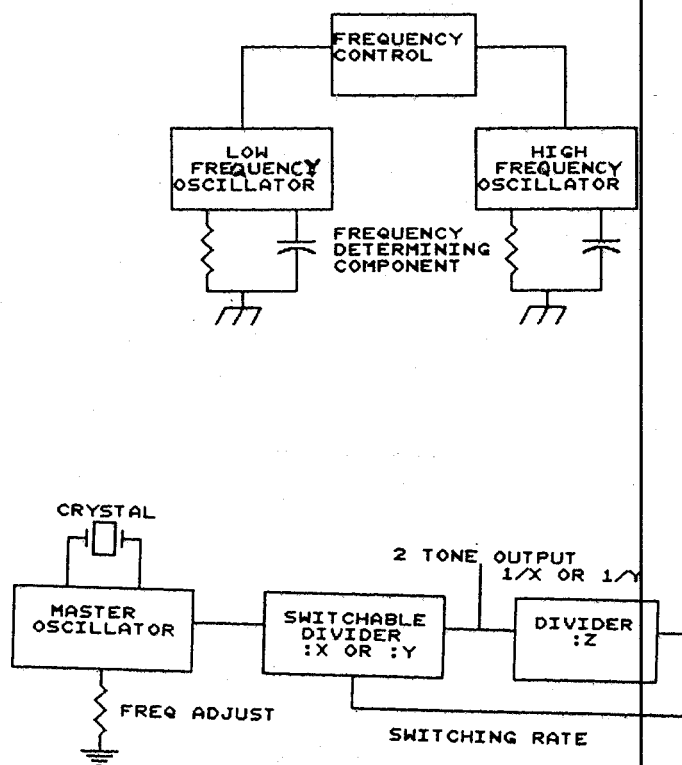 FREQUENCY
CONTROL
LOW
FREQUENCY
OSCILLATOR
HIGH
FREQUENCY
OSCILLATOR
FREQUENCY
DETERMINING
COMPONENT
CRYSTAL
2 TONE OUTPUT
1/X OR 1/Y
MASTER
OSCILLATOR
SWITCHABLE
DIVIDER
:X OR :Y
DIVIDER
:Z
FREQ ADJUST
SWITCHING RATE